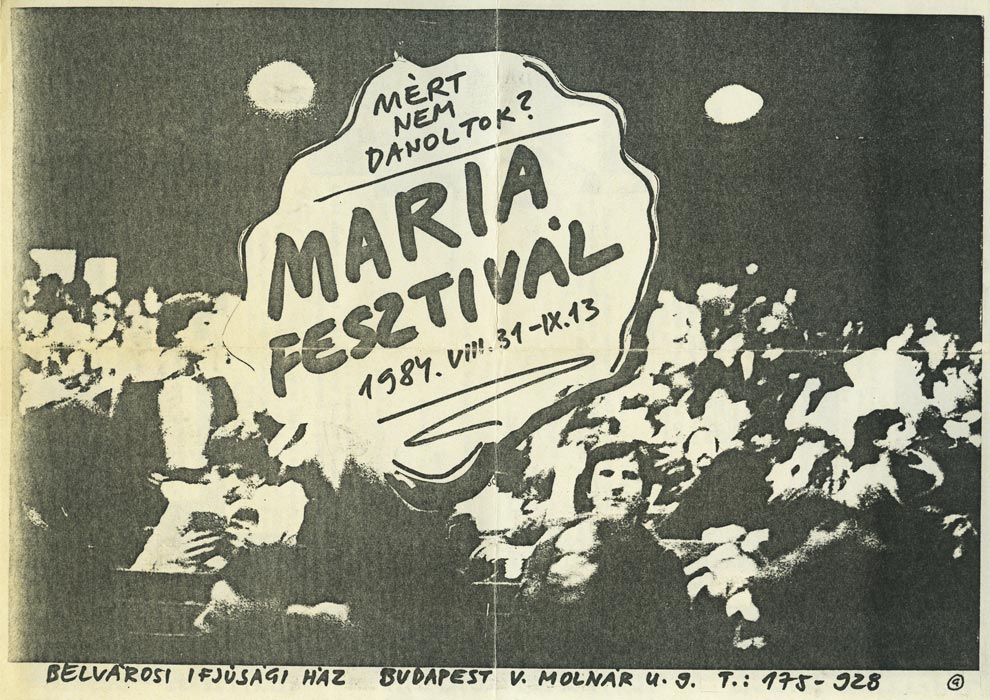 MÈRT
NEM
DANOLTOK?
MARIA
FESZTIVÁL
1984. VIII. 31-IX. 13
BELVÁROSI IFJÚSÁGI HÁZ BUDAPEST V. MOLNÁR U. 9. T.: 175-928